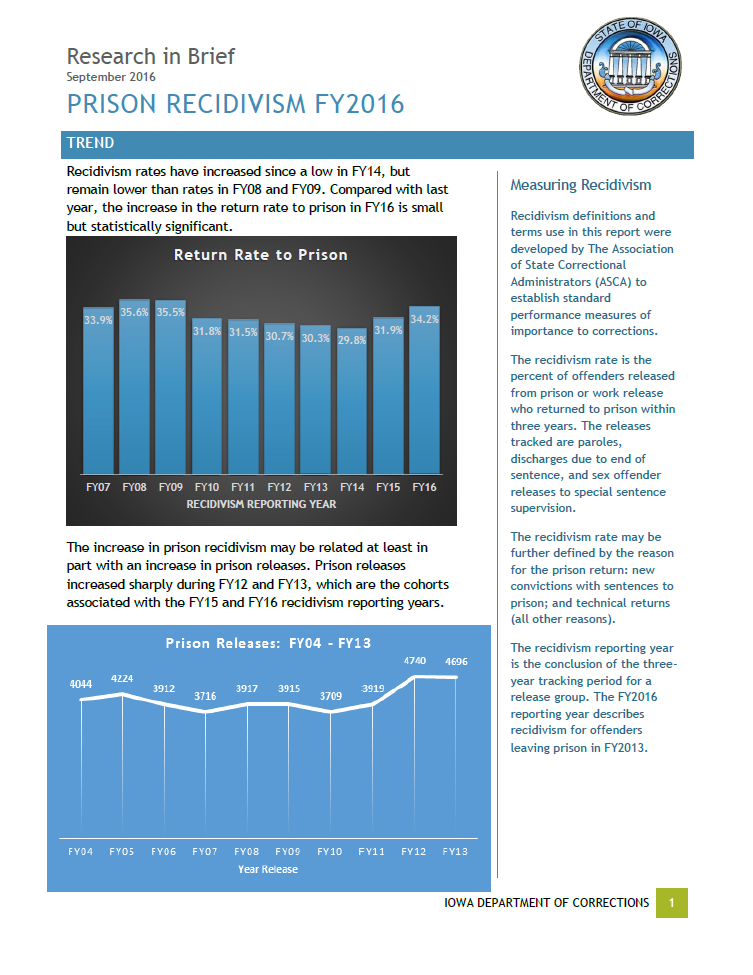 Research in Brief
September 2016
PRISON RECIDIVISM FY2016
STATE OF IOWA
DEPARTMENT OF CORRECTIONS
TREND
Recidivism rates have increased since a low in FY14, but
remain lower than rates in FY08 and FY09. Compared with last
year, the increase in the return rate to prison in FY16 is small
but statistically significant.
Return Rate to Prison
33.9% 35.6% 35.5% 31.8% 31.5% 30.7% 30.3% 29.8% 31.9% 34.2%
FY07 FY08 FY09 FY10 FY11 FY12 FY13 FY14 FY15 FY16
RECIDIVISM REPORTING YEAR
The increase in prison recidivism may be related at least in
part with an increase in prison releases. Prison releases
increased sharply during FY12 and FY13, which are the cohorts
associated with the FY15 and FY16 recidivism reporting years.
Prison Releases: FY04 - FY13
4044 4224 3912 3716 3917 3915 3709 3919 4740 4696
FY04 FY05 FY06 FY07 FY08 FY09 FY10 FY11 FY12 FY13
Year Release
Measuring Recidivism
Recidivism definitions and
terms use in this report were
developed by The Association
of State Correctional
Administrators (ASCA) to
establish standard
performance measures of
importance to corrections.
The recidivism rate is the
percent of offenders released
from prison or work release
who returned to prison within
three years. The releases
tracked are paroles,
discharges due to end of
sentence, and sex offender
releases to special sentence
supervision.
The recidivism rate may be
further defined by the reason
for the prison return: new
convictions with sentences to
prison; and technical returns
(all other reasons).
The recidivism reporting year
is the conclusion of the three-
year tracking period for a
release group. The FY2016
reporting year describes
recidivism for offenders
leaving prison in FY2013.
IOWA DEPARTMENT OF CORRECTIONS 1